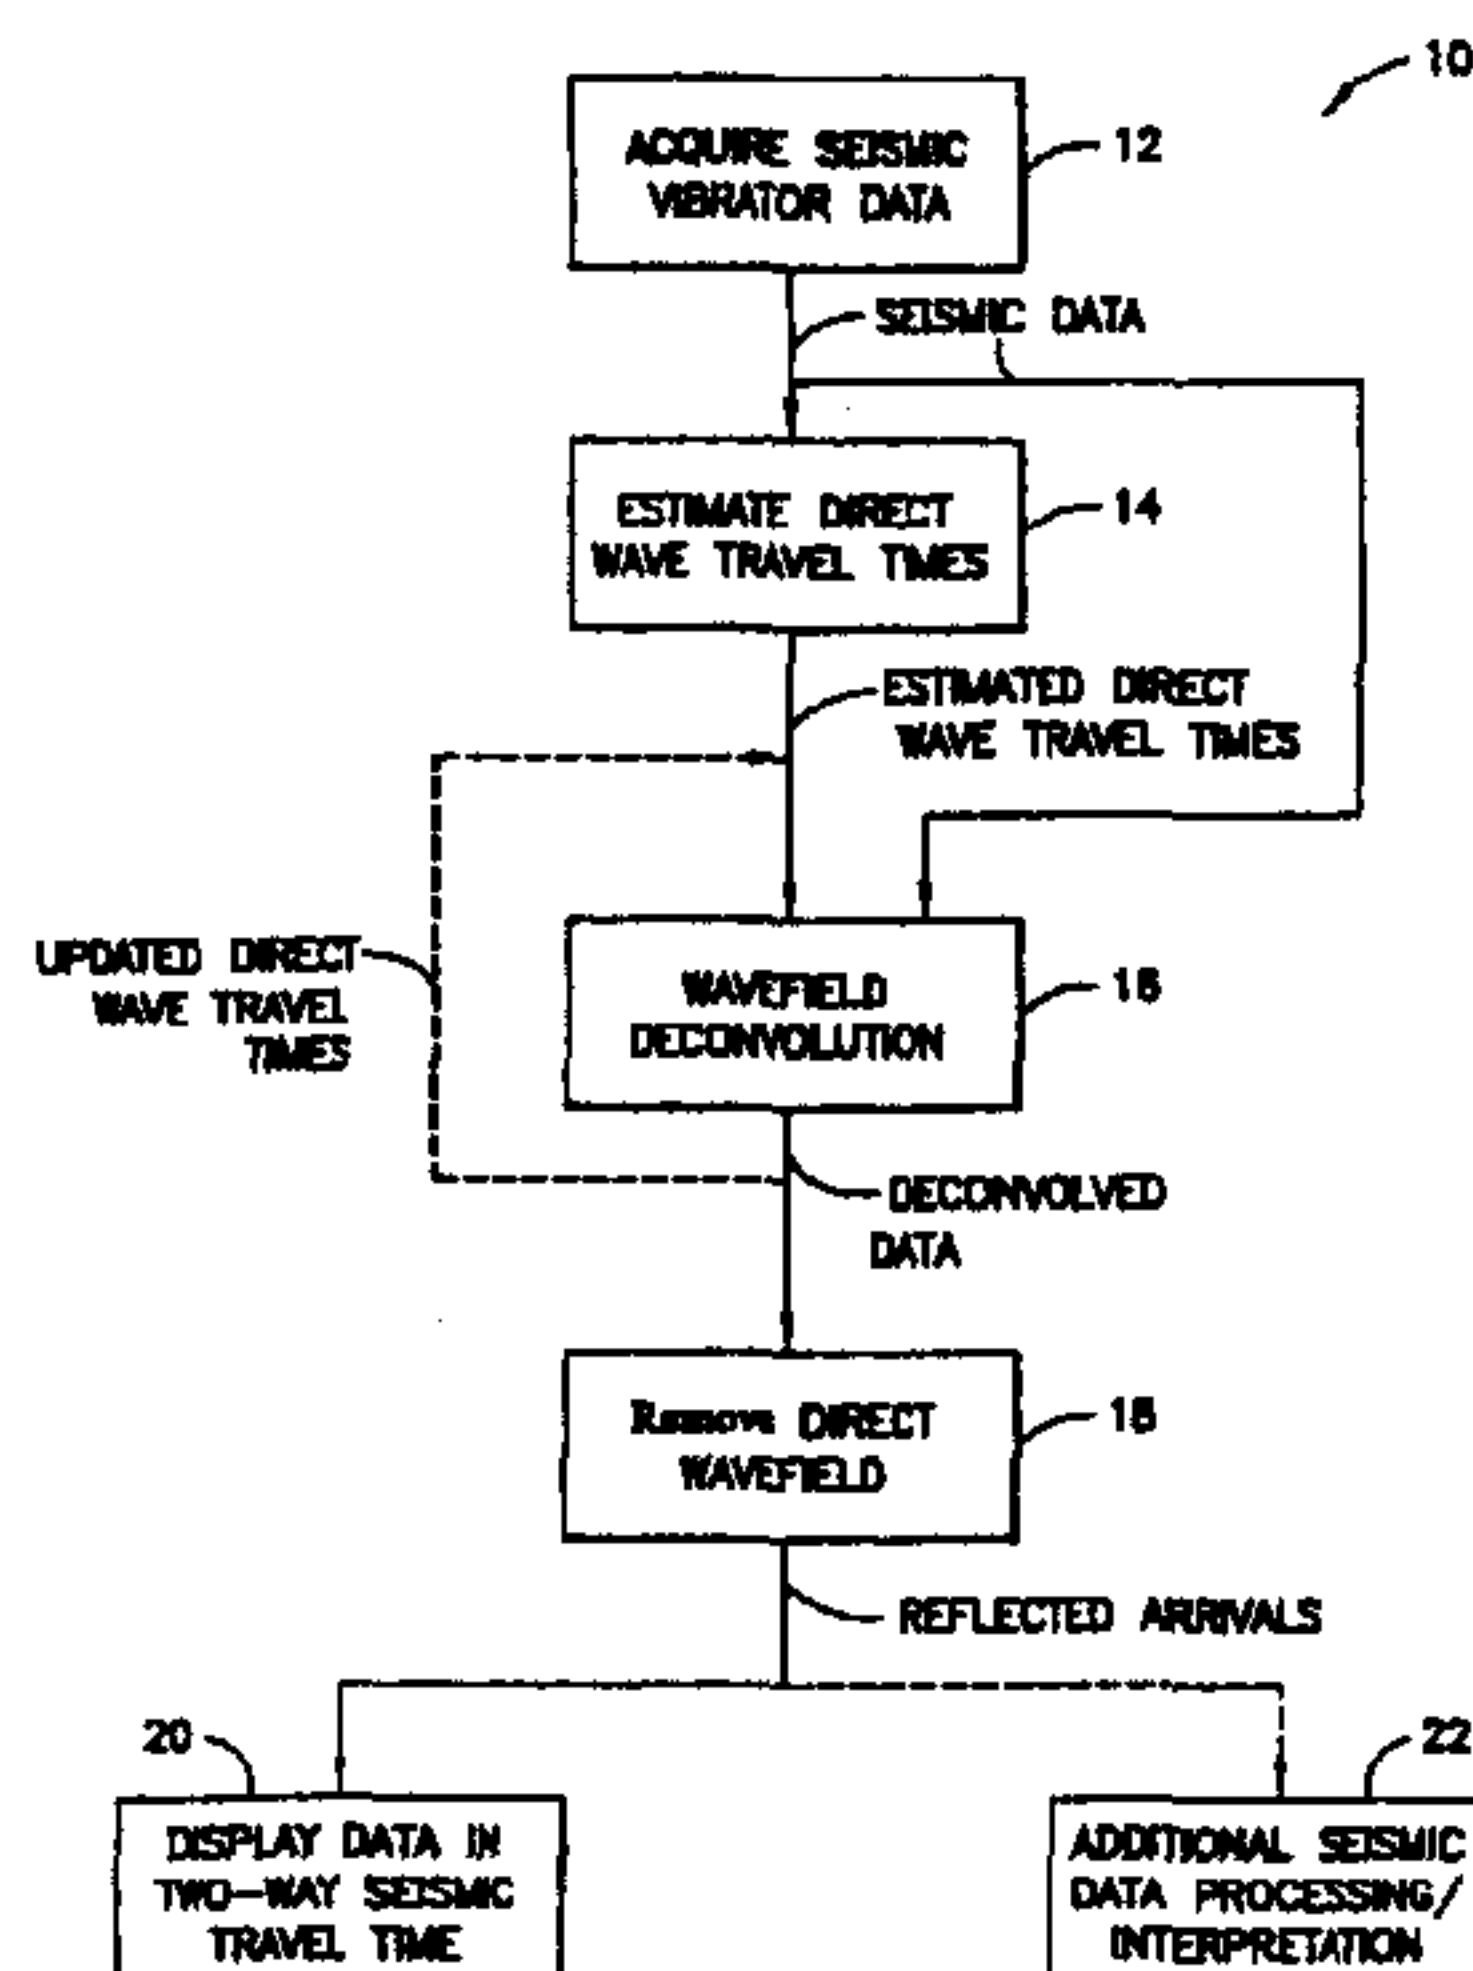 10
ACQUIRE SEISMIC
VIBRATOR DATA
12
SEISMIC DATA
ESTIMATE DIRECT
WAVE TRAVEL TIMES
14
ESTIMATED DIRECT
WAVE TRAVEL TIMES
UPDATED DIRECT
WAVE TRAVEL
TIMES
WAVEFIELD
DECONVOLUTION
16
DECONVOLVED
DATA
Remove DIRECT
WAVEFIELD
18
REFLECTED ARRIVALS
20
22
DISPLAY DATA IN
TWO-WAY SEISMIC
TRAVEL TIME
ADDITIONAL SEISMIC
DATA PROCESSING/
INTERPRETATION